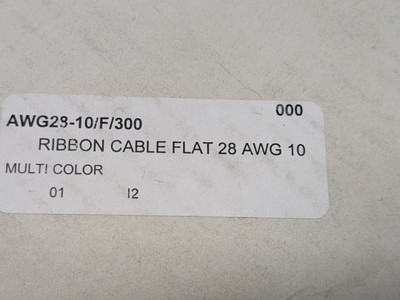 000
AWG28-10/F/300
RIBBON CABLE FLAT 28 AWG 10
MULTI COLOR
01 I2